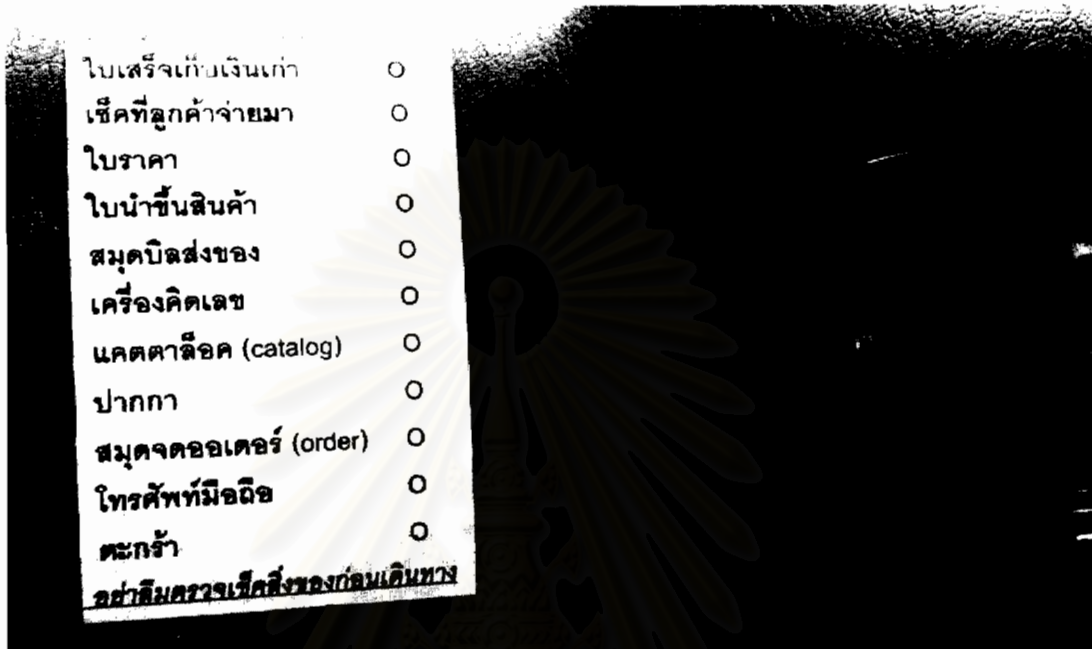 ใบเสร็จเก็บเงินเก่า O
เช็คที่ลูกค้าจ่ายมา O
ใบราคา O
ใบนำขึ้นสินค้า O
สมุดบิลส่งของ O
เครื่องคิดเลข O
แคตตาล็อค (catalog) O
ปากกา O
สมุดจดออเดอร์ (order) O
โทรศัพท์มือถือ O
ตะกร้า O
อย่าลืมตรวจเช็คสิ่งของก่อนเดินทาง